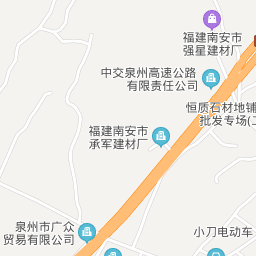 福建南安市
强星建材厂
中交泉州高速公路
有限责任公司
恒质石材地铺
批发专场(二
福建南安市
承军建材厂
泉州市广众
贸易有限公司
小刀电动车